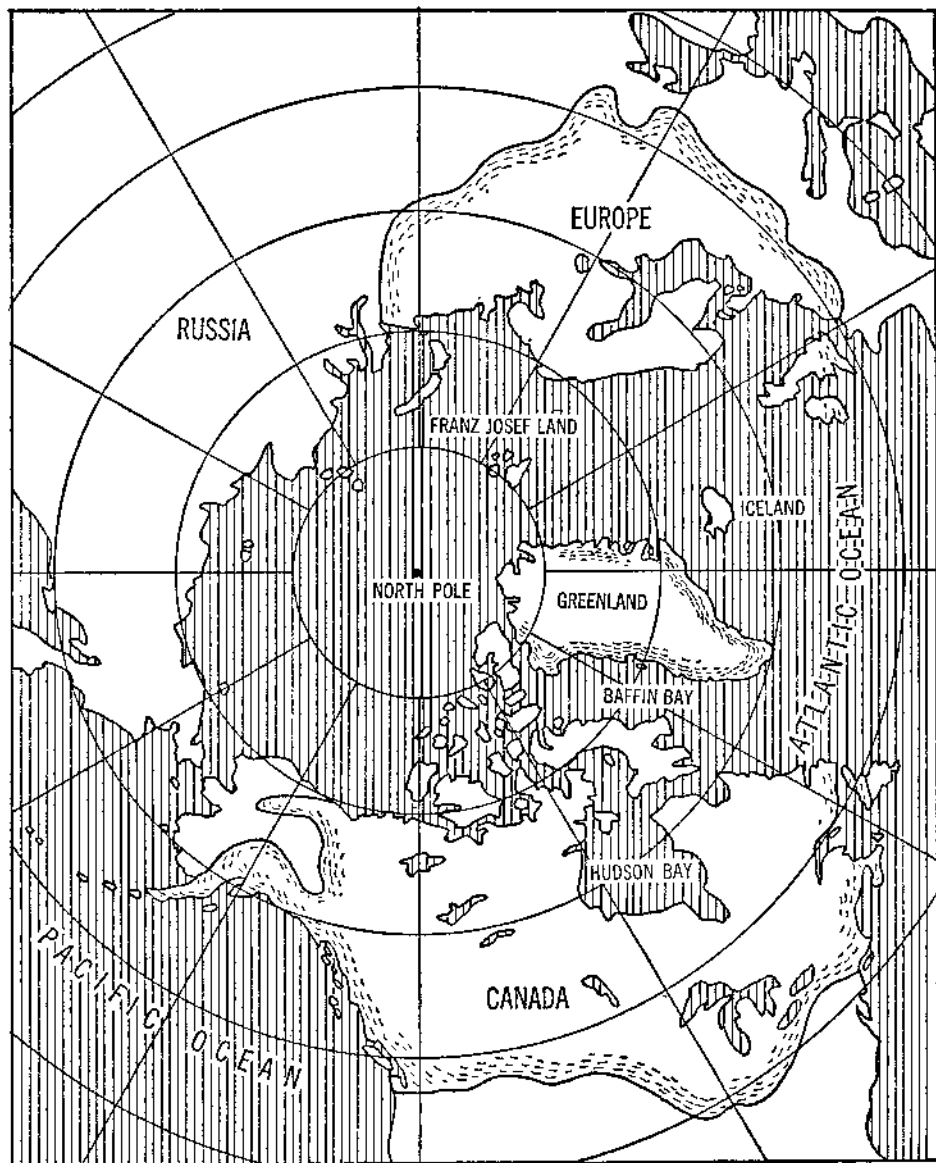 EUROPE
RUSSIA
FRANZ JOSEF LAND
ICELAND
ATLANTIC OCEAN
NORTH POLE
GREENLAND
BAFFIN BAY
HUDSON BAY
PACIFIC OCEAN
CANADA